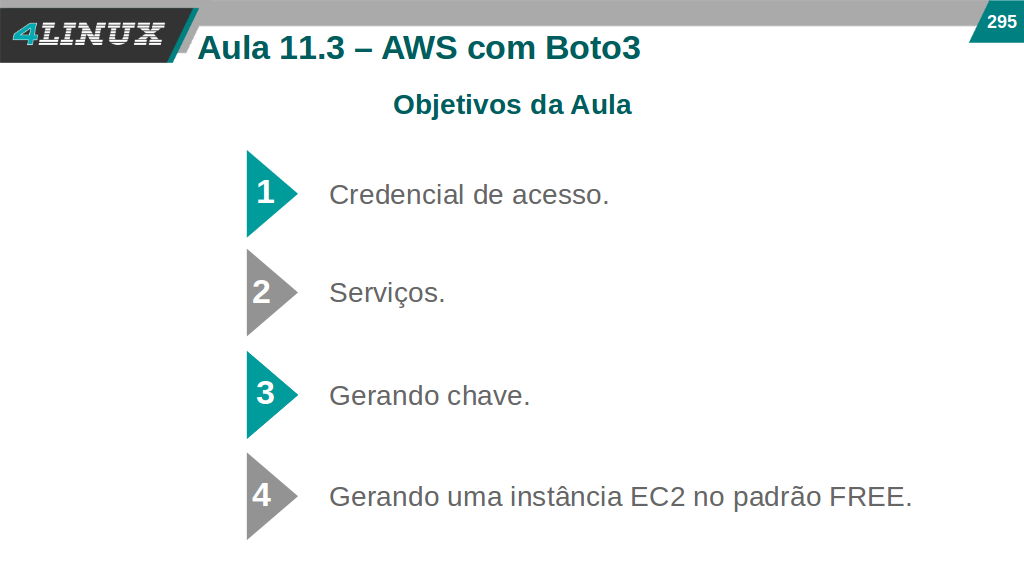 4LINUX
295
Aula 11.3 – AWS com Boto3
Objetivos da Aula
1 Credencial de acesso.
2 Serviços.
3 Gerando chave.
4 Gerando uma instância EC2 no padrão FREE.